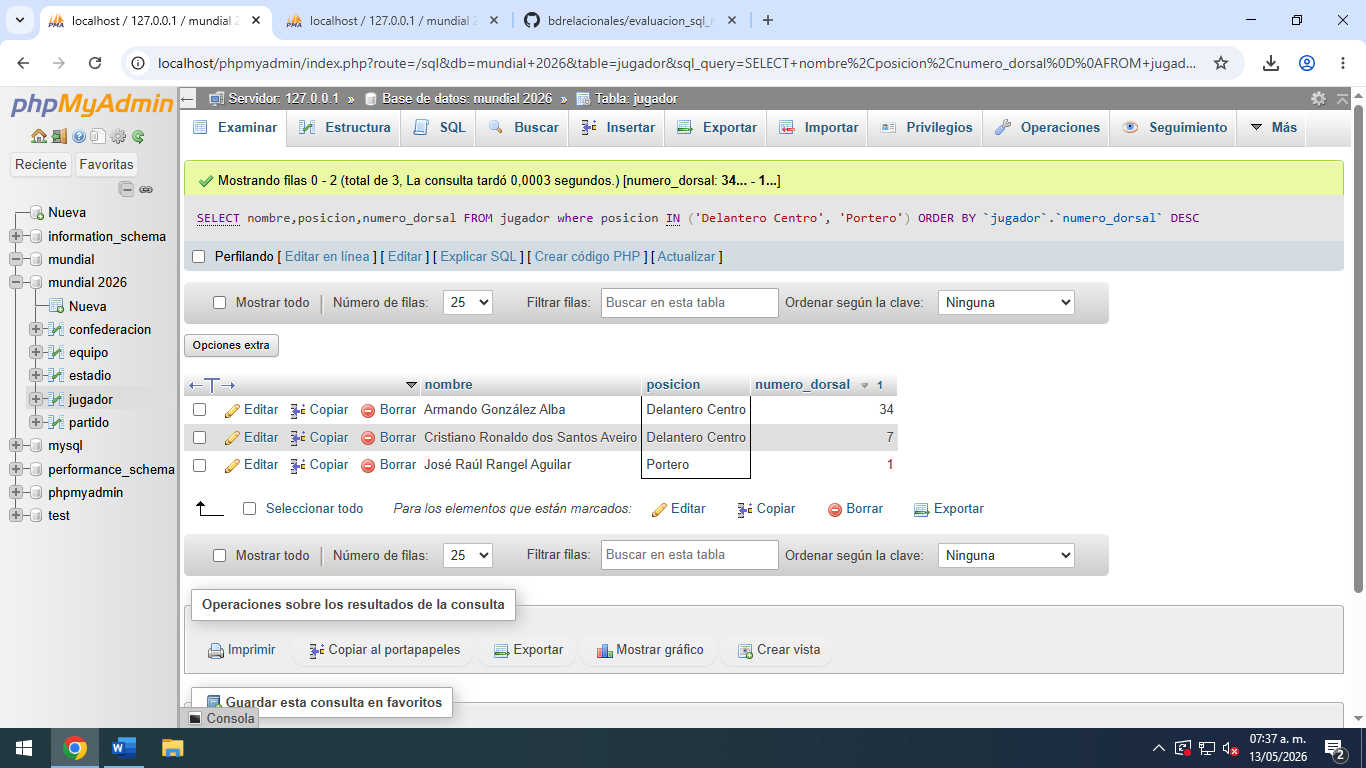 localhost / 127.0.0.1 / mundial 2
localhost / 127.0.0.1 / mundial 2
bdrelacionales/evaluacion_sql_
localhost/phpmyadmin/index.php?route=/sql&db=mundial+2026&table=jugador&sql_query=SELECT+nombre%2Cposicion%2Cnumero_dorsal%0D%0AFROM+jugad...
phpMyAdmin
Reciente
Favoritas
Nueva
information_schema
mundial
mundial 2026
Nueva
confederacion
equipo
estadio
jugador
partido
mysql
performance_schema
phpmyadmin
test
Servidor: 127.0.0.1 » Base de datos: mundial 2026 » Tabla: jugador
Examinar
Estructura
SQL
Buscar
Insertar
Exportar
Importar
Privilegios
Operaciones
Seguimiento
Más
Mostrando filas 0 - 2 (total de 3, La consulta tardó 0,0003 segundos.) [numero_dorsal: 34... - 1...]
SELECT nombre,posicion,numero_dorsal FROM jugador where posicion IN ('Delantero Centro', 'Portero') ORDER BY `jugador`.`numero_dorsal` DESC
Perfilando [ Editar en línea ] [ Editar ] [ Explicar SQL ] [ Crear código PHP ] [ Actualizar ]
Mostrar todo | Número de filas: 25 Filtrar filas: Buscar en esta tabla Ordenar según la clave: Ninguna
Opciones extra
nombre posicion numero_dorsal 1
Editar Copiar Borrar Armando González Alba Delantero Centro 34
Editar Copiar Borrar Cristiano Ronaldo dos Santos Aveiro Delantero Centro 7
Editar Copiar Borrar José Raúl Rangel Aguilar Portero 1
Seleccionar todo Para los elementos que están marcados: Editar Copiar Borrar Exportar
Mostrar todo | Número de filas: 25 Filtrar filas: Buscar en esta tabla Ordenar según la clave: Ninguna
Operaciones sobre los resultados de la consulta
Imprimir Copiar al portapapeles Exportar Mostrar gráfico Crear vista
Guardar esta consulta en favoritos
Consola
07:37 a. m.
13/05/2026
2